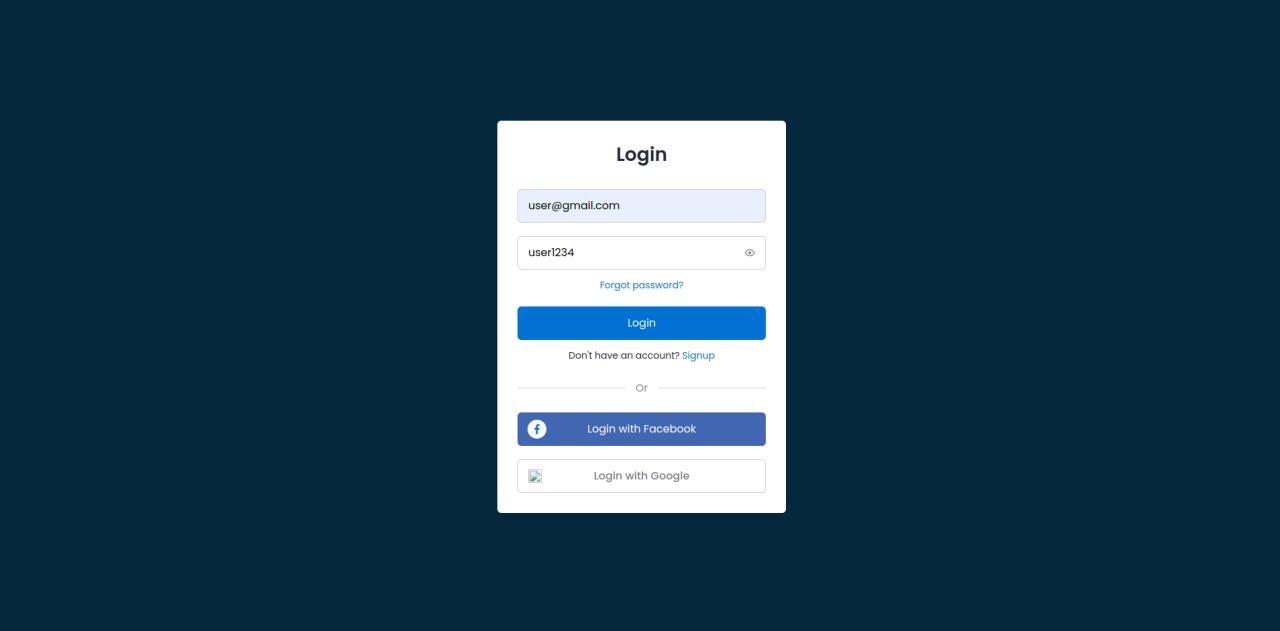 Login
user@gmail.com
user1234
Forgot password?
Login
Don't have an account? Signup
Or
Login with Facebook
Login with Google